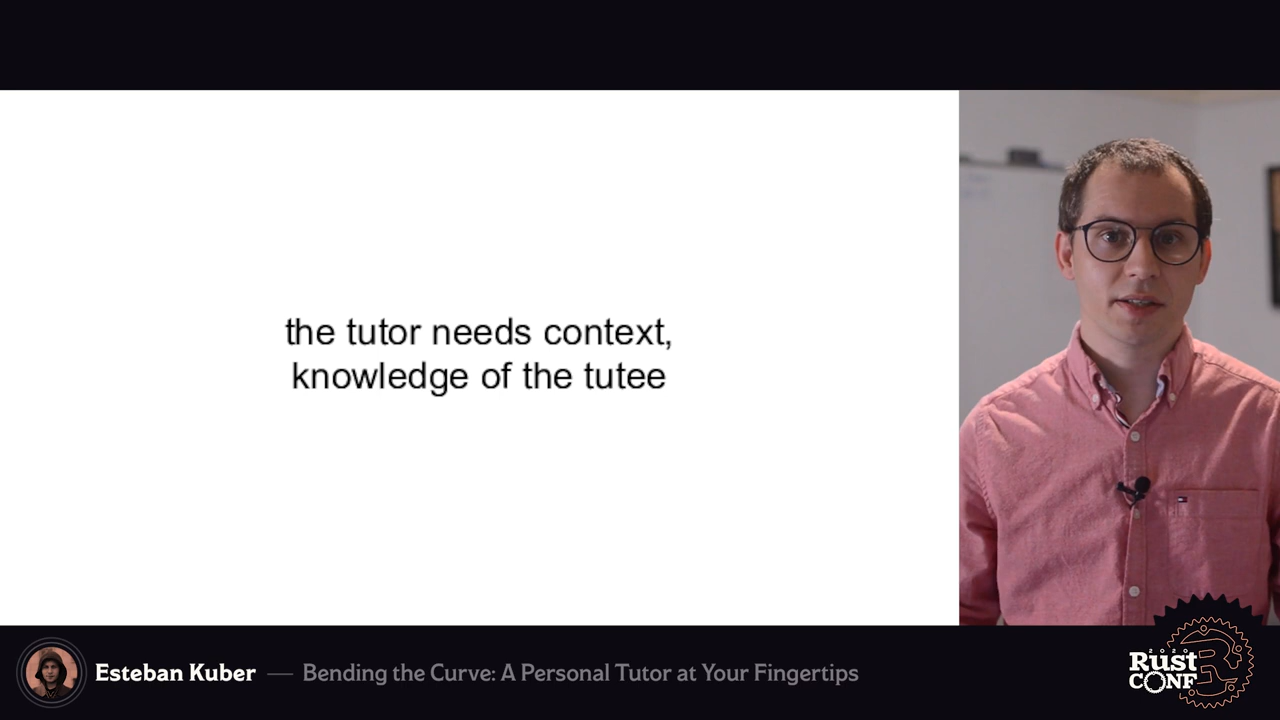 the tutor needs context,
knowledge of the tutee
Esteban Kuber — Bending the Curve: A Personal Tutor at Your Fingertips
2020
Rust
CONF